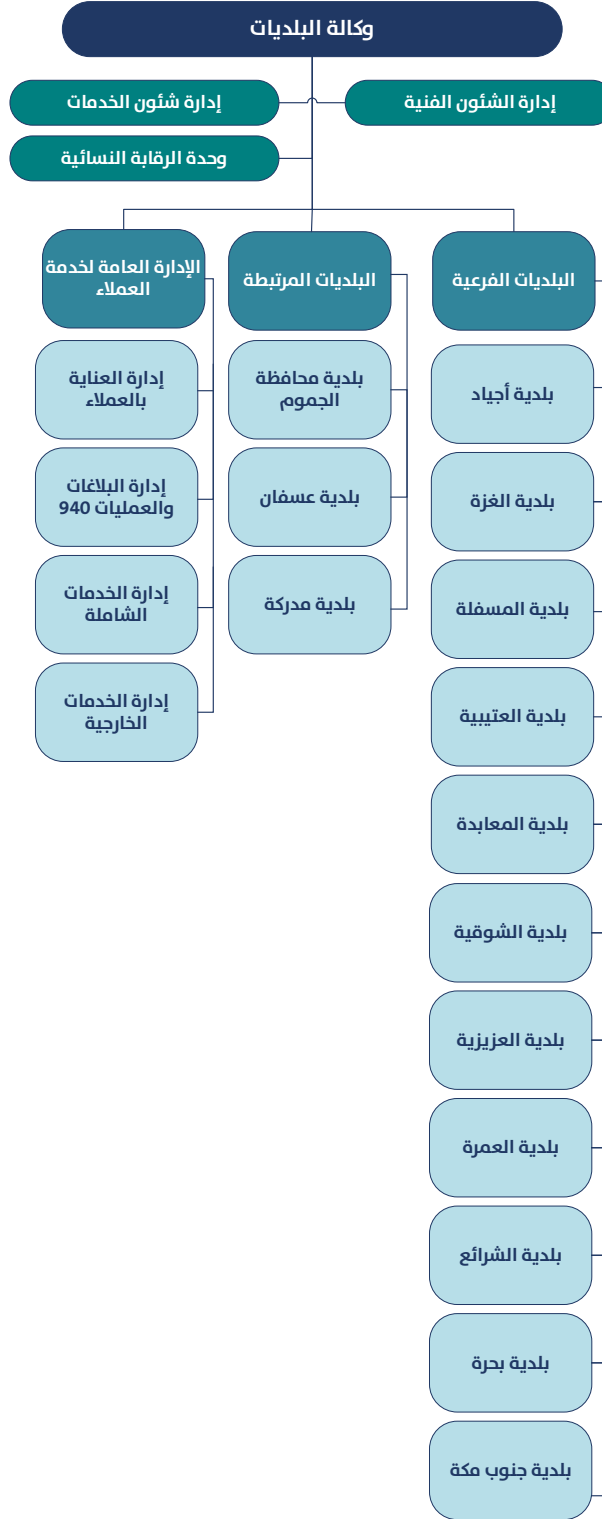 وكالة البلديات
إدارة الشئون الفنية
إدارة شئون الخدمات
وحدة الرقابة النسائية
البلديات الفرعية
بلدية أجياد
بلدية الغزة
بلدية المسفلة
بلدية العتيبية
بلدية المعابدة
بلدية الشوقية
بلدية العزيزية
بلدية العمرة
بلدية الشرائع
بلدية بحرة
بلدية جنوب مكة
البلديات المرتبطة
بلدية محافظة
الجموم
بلدية عسفان
بلدية مدركة
الإدارة العامة لخدمة
العملاء
إدارة العناية
بالعملاء
إدارة البلاغات
والعمليات 940
إدارة الخدمات
الشاملة
إدارة الخدمات
الخارجية